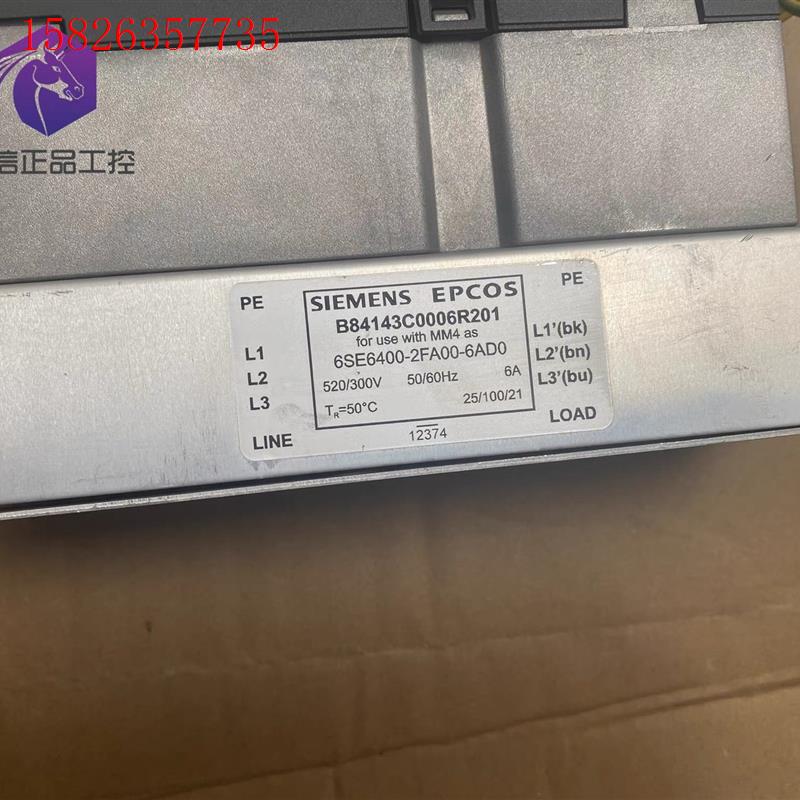 15826357735
信正品工控
PE
SIEMENS EPCOS
PE
B84143C0006R201
for use with MM4 as
6SE6400-2FA00-6AD0
520/300V 50/60Hz 6A
T_R=50°C 25/100/21
L1
L2
L3
LINE
L1'(bk)
L2'(bn)
L3'(bu)
LOAD
12374